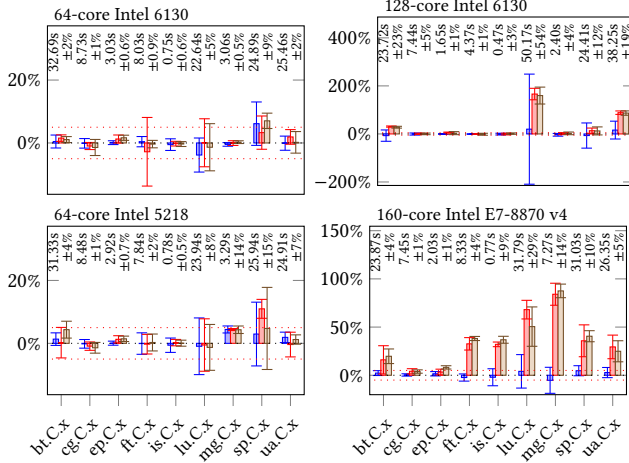 64-core Intel 6130
32.69s ±2%
8.73s ±1%
3.03s ±0.6%
8.03s ±0.9%
0.75s ±0.6%
22.64s ±5%
3.06s ±0.5%
24.89s ±9%
25.46s ±2%
20%
0%
128-core Intel 6130
23.72s ±23%
7.44s ±5%
1.65s ±1%
4.37s ±1%
0.47s ±3%
50.17s ±54%
2.40s ±4%
24.41s ±12%
38.25s ±19%
400%
200%
0%
−200%
64-core Intel 5218
31.33s ±4%
8.48s ±1%
2.92s ±0.7%
7.84s ±2%
0.78s ±0.5%
23.94s ±8%
3.29s ±14%
25.94s ±15%
24.91s ±7%
20%
0%
bt.C.x
cg.C.x
ep.C.x
ft.C.x
is.C.x
lu.C.x
mg.C.x
sp.C.x
ua.C.x
160-core Intel E7-8870 v4
23.87s ±4%
7.45s ±1%
2.03s ±1%
8.33s ±4%
0.77s ±9%
31.79s ±29%
7.27s ±14%
31.03s ±10%
26.35s ±5%
150%
100%
50%
0%
bt.C.x
cg.C.x
ep.C.x
ft.C.x
is.C.x
lu.C.x
mg.C.x
sp.C.x
ua.C.x